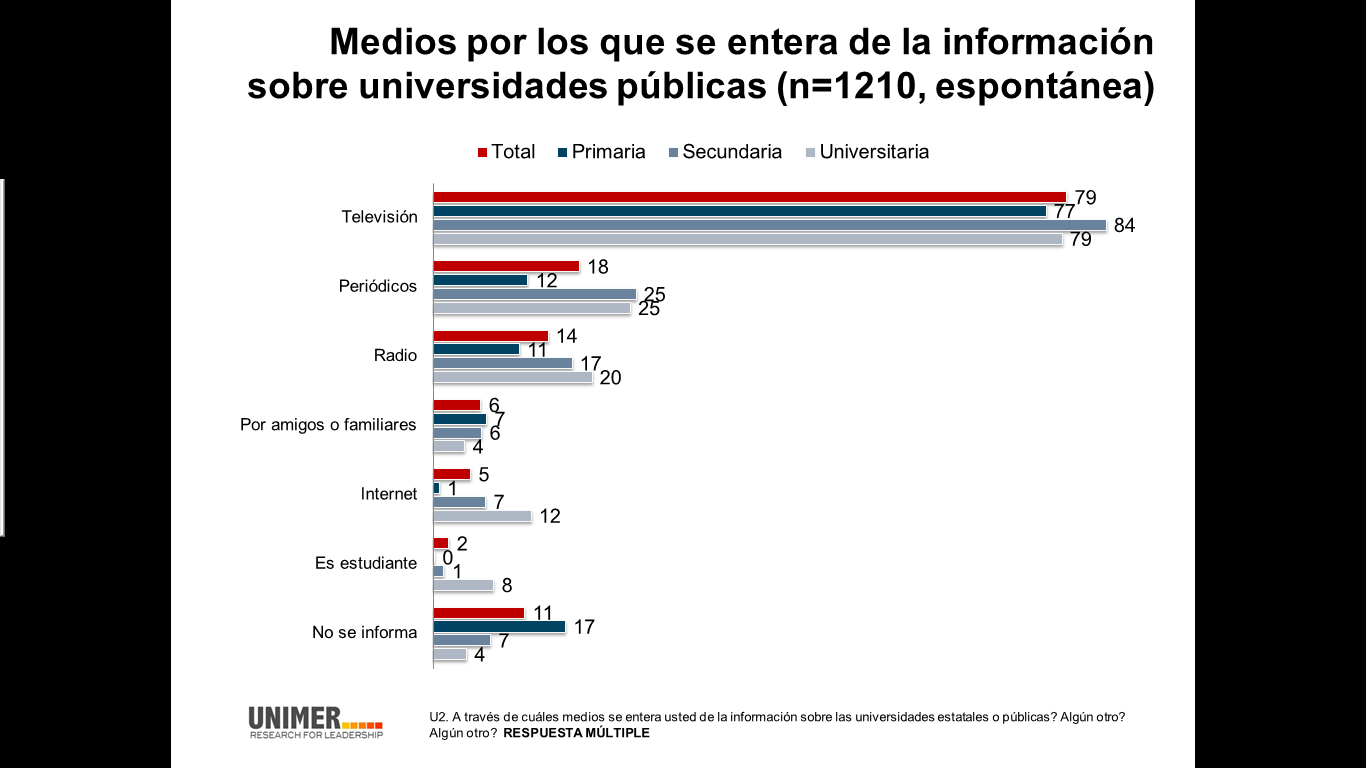 Medios por los que se entera de la información
sobre universidades públicas (n=1210, espontánea)
Total Primaria Secundaria Universitaria
Televisión
79
77
84
79
Periódicos
18
12
25
25
Radio
14
11
17
20
Por amigos o familiares
6
7
6
4
Internet
5
1
7
12
Es estudiante
2
0
1
8
No se informa
11
17
7
4
UNIMER
RESEARCH FOR LEADERSHIP
U2. A través de cuáles medios se entera usted de la información sobre las universidades estatales o públicas? Algún otro?
Algún otro? RESPUESTA MÚLTIPLE